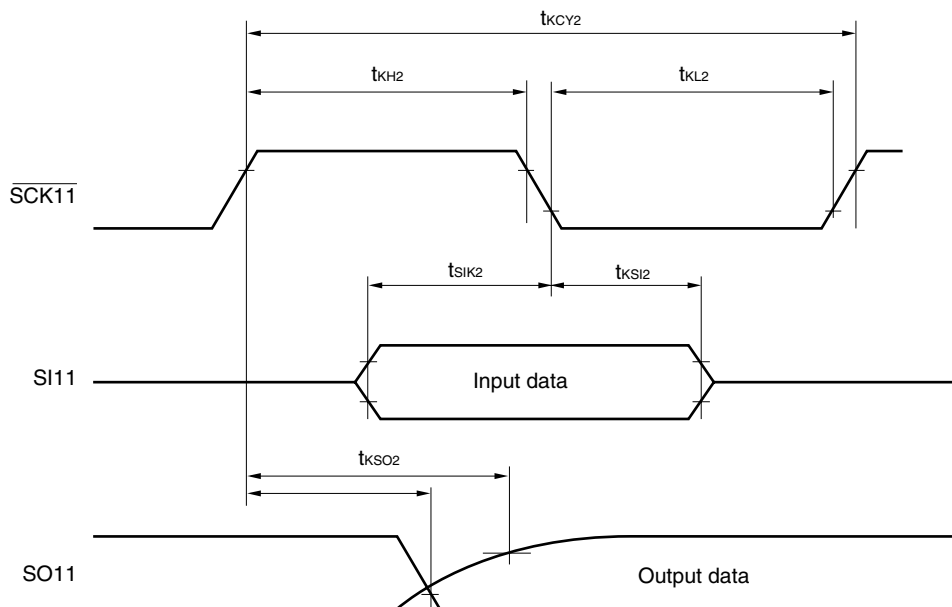 tKCY2
tKH2
tKL2
SCK11
tSIK2
tKSI2
SI11
Input data
tKSO2
SO11
Output data